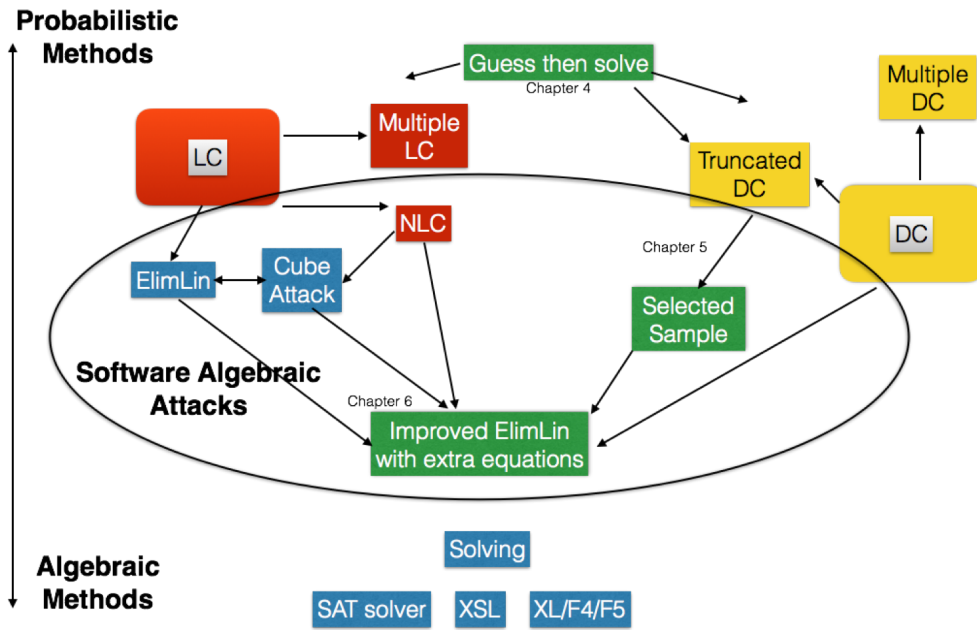 Probabilistic
Methods
Guess then solve
Chapter 4
Multiple
DC
LC
Multiple
LC
Truncated
DC
NLC
DC
Chapter 5
ElimLin
Cube
Attack
Selected
Sample
Software Algebraic
Attacks
Chapter 6
Improved ElimLin
with extra equations
Solving
Algebraic
Methods
SAT solver
XSL
XL/F4/F5